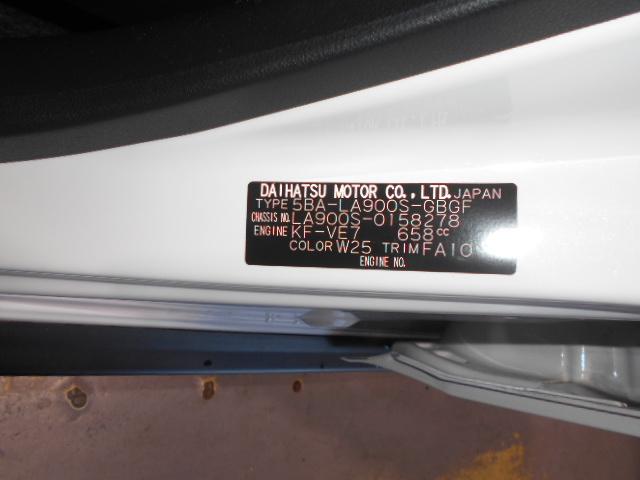 DAIHATSU MOTOR CO.,LTD. JAPAN
TYPE 5BA-LA900S-GBGF
CHASSIS NO. LA900S-0158278
ENGINE KF-VE7 658cc
COLOR W25 TRIM FA10
ENGINE NO.